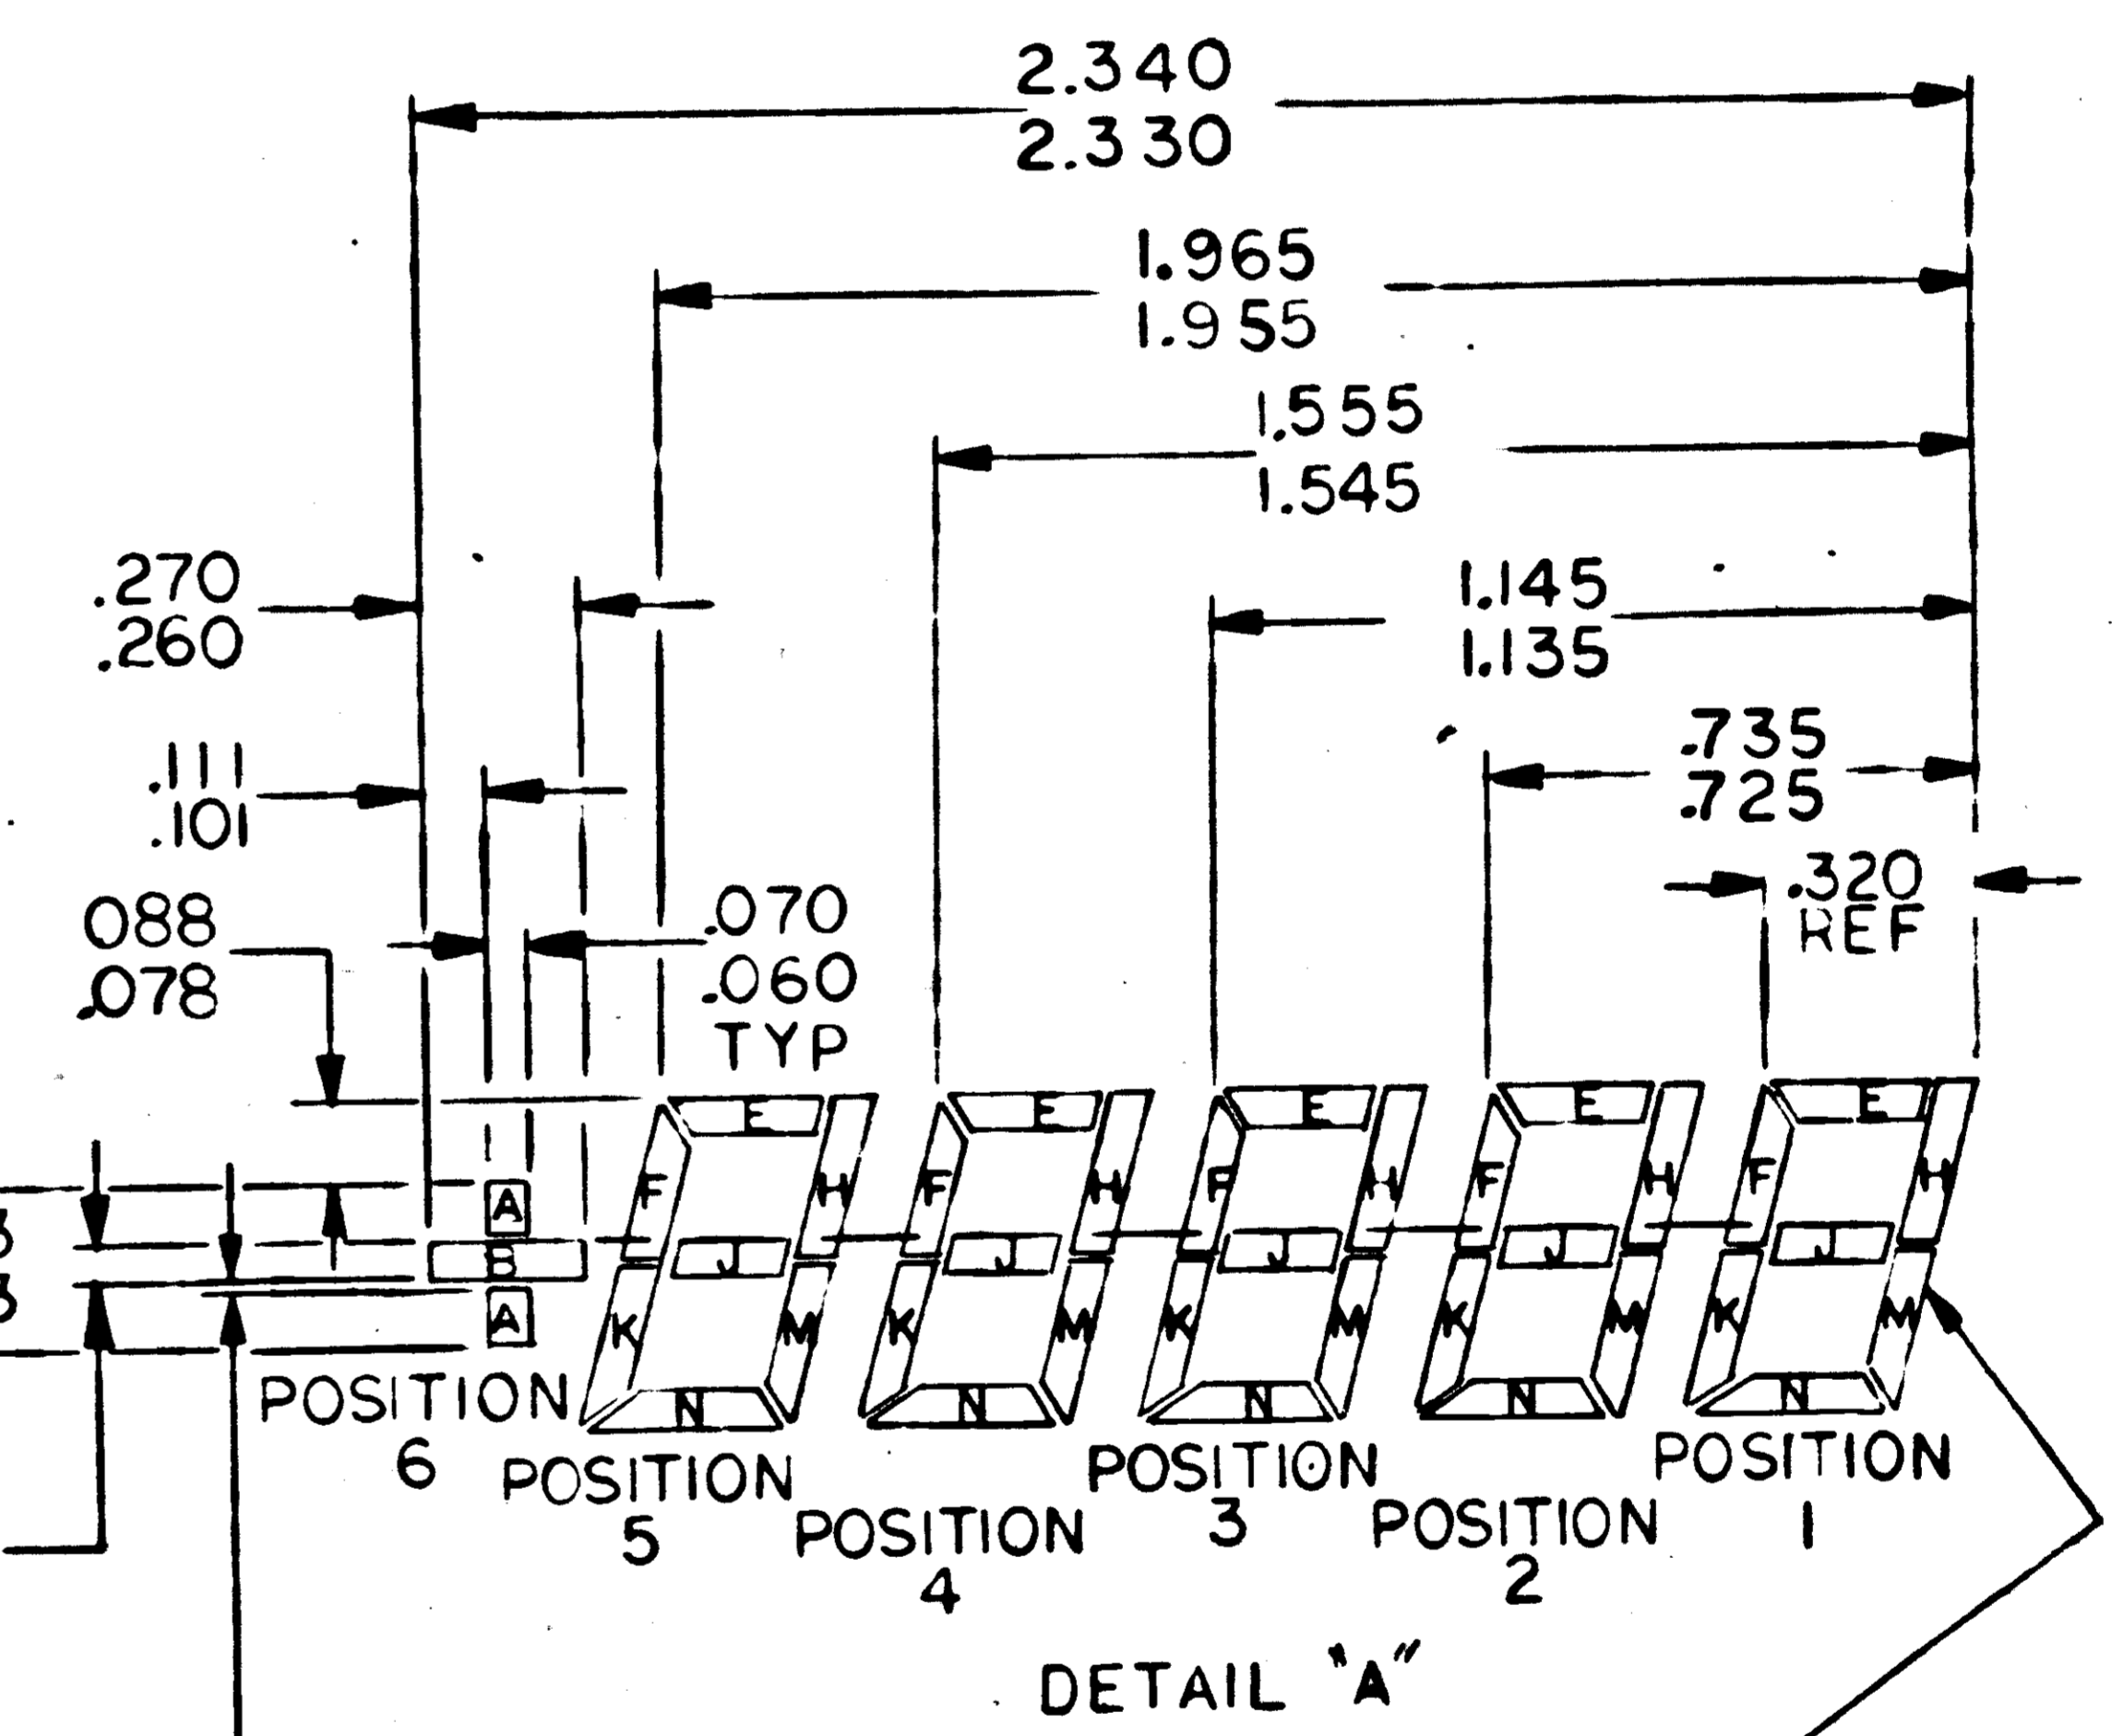 2.340
2.330
1.965
1.955
1.555
1.545
.270
.260
1.145
1.135
.111
.101
.735
.725
.320
REF
088
.078
.070
.060
TYP
E E E E E
F H F H F H F H F H
A
B J J J J J
A
K M K M K M K M K M
N N N N N
POSITION
6
POSITION
5
POSITION
4
POSITION
3
POSITION
2
POSITION
1
DETAIL "A"